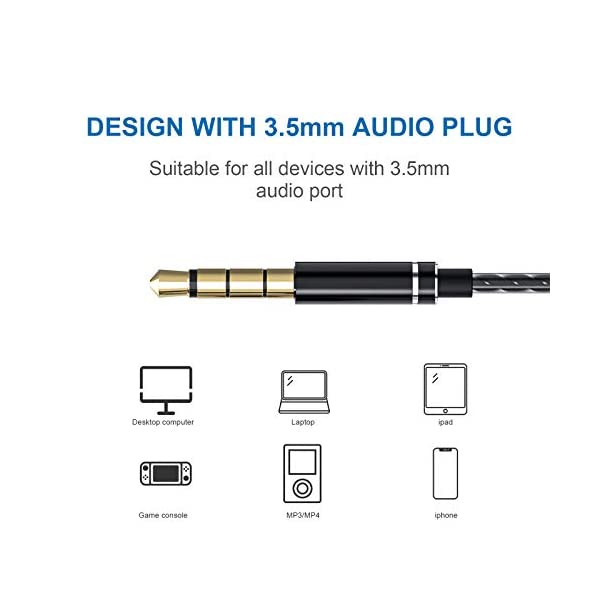 DESIGN WITH 3.5mm AUDIO PLUG
Suitable for all devices with 3.5mm
audio port
Desktop computer
Laptop
ipad
Game console
MP3/MP4
iphone